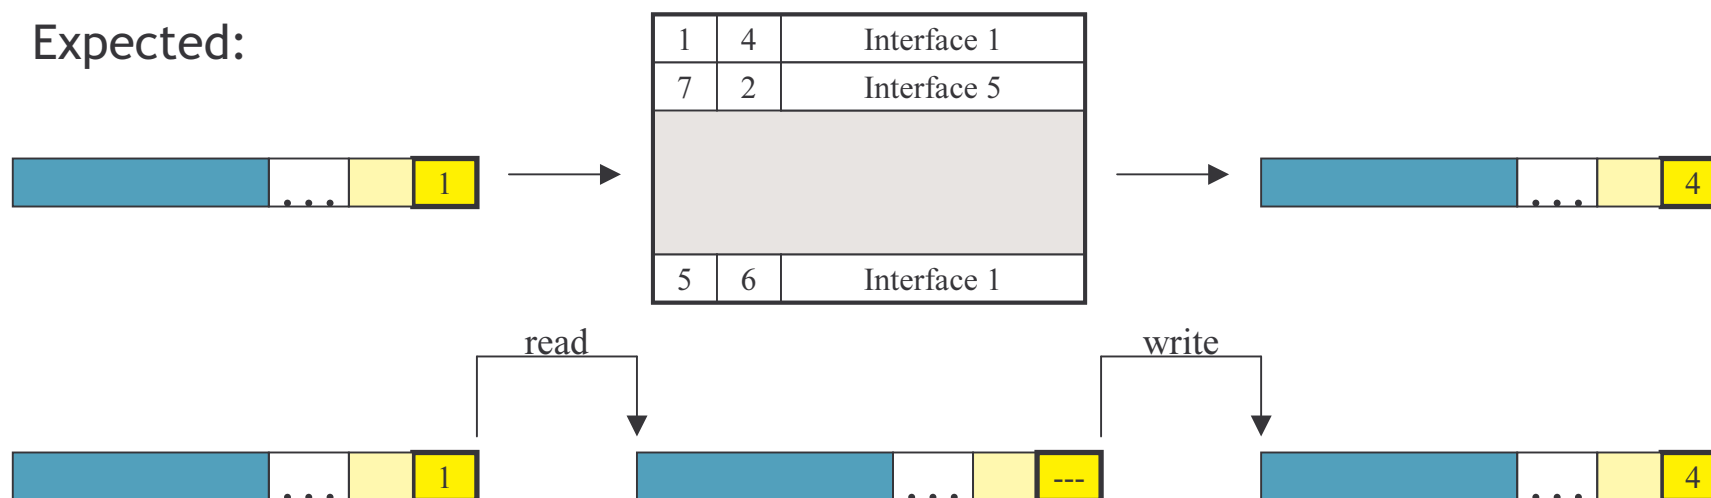 Expected:
1 4 Interface 1
7 2 Interface 5
... 1
... 4
5 6 Interface 1
read
write
... 1
... ---
... 4